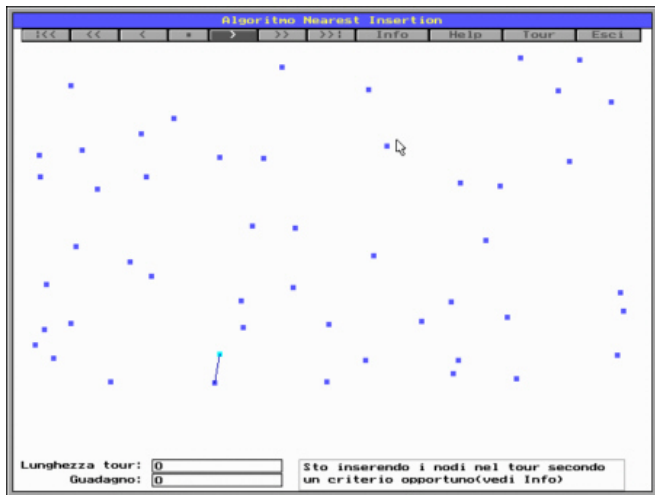 Algoritmo Nearest Insertion
:<< << < ▪ > >> >>: Info Help Tour Esci
Lunghezza tour: 0
Guadagno: 0
Sto inserendo i nodi nel tour secondo
un criterio opportuno(vedi Info)